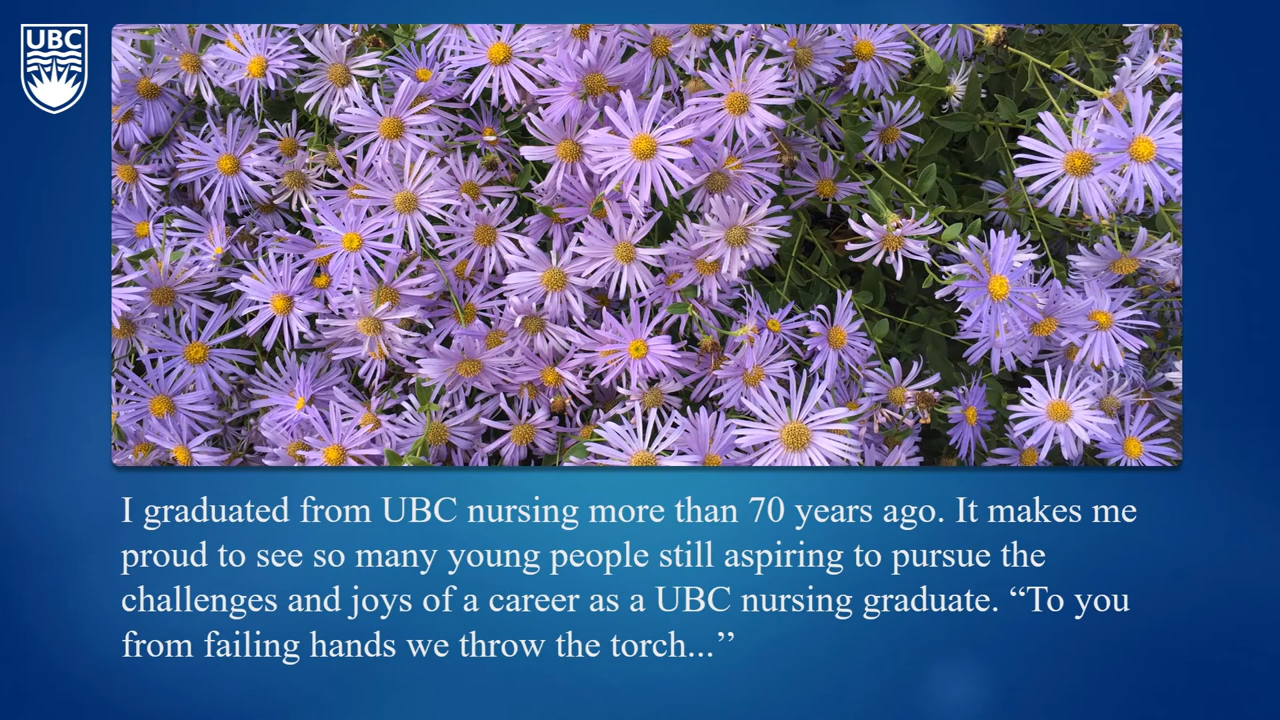 UBC
I graduated from UBC nursing more than 70 years ago. It makes me
proud to see so many young people still aspiring to pursue the
challenges and joys of a career as a UBC nursing graduate. “To you
from failing hands we throw the torch...’’